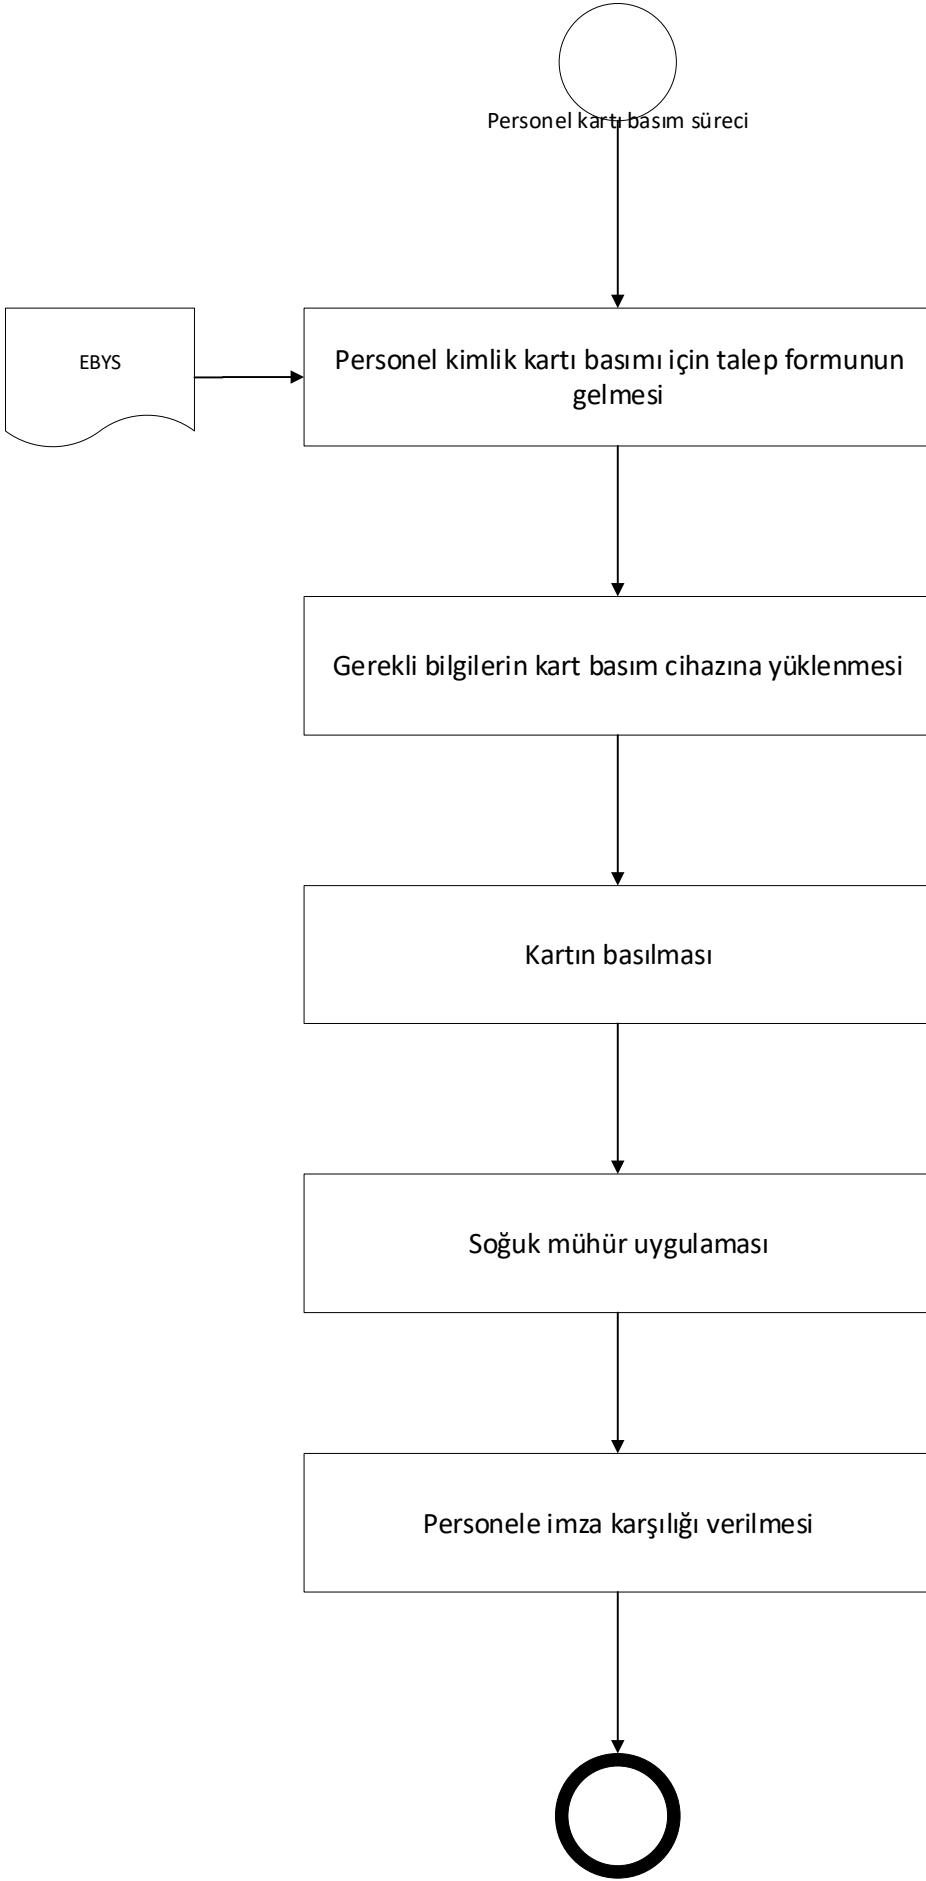 Personel kartı basım süreci
EBYS
Personel kimlik kartı basımı için talep formunun
gelmesi
Gerekli bilgilerin kart basım cihazına yüklenmesi
Kartın basılması
Soğuk mühür uygulaması
Personele imza karşılığı verilmesi